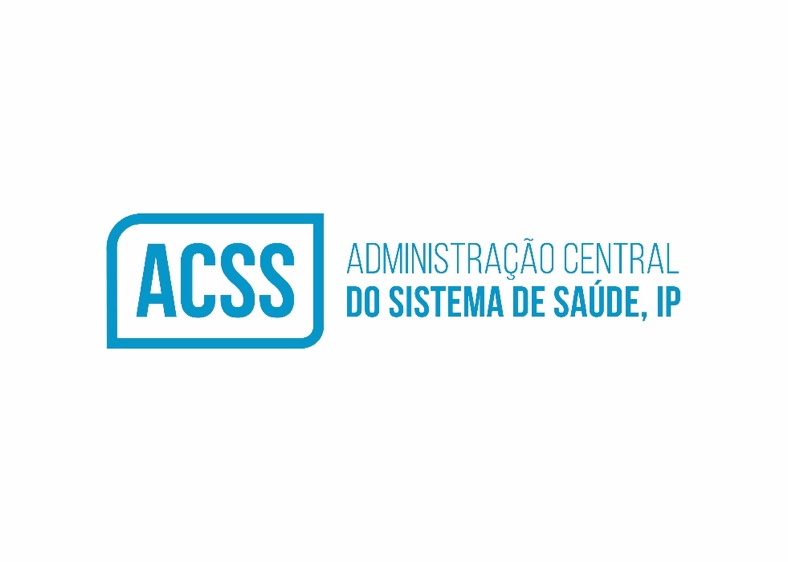 ACSS
ADMINISTRAÇÃO CENTRAL
DO SISTEMA DE SAÚDE, IP